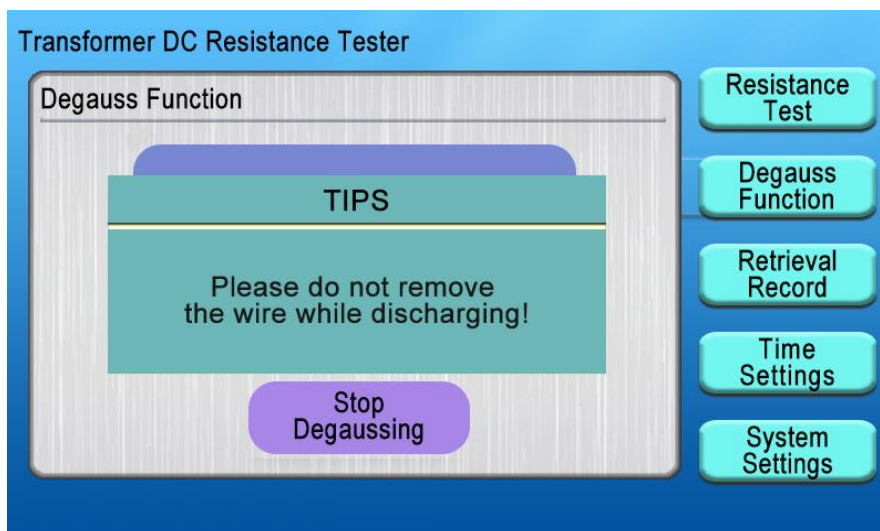 Transformer DC Resistance Tester
Degauss Function
TIPS
Please do not remove
the wire while discharging!
Stop
Degaussing
Resistance
Test
Degauss
Function
Retrieval
Record
Time
Settings
System
Settings